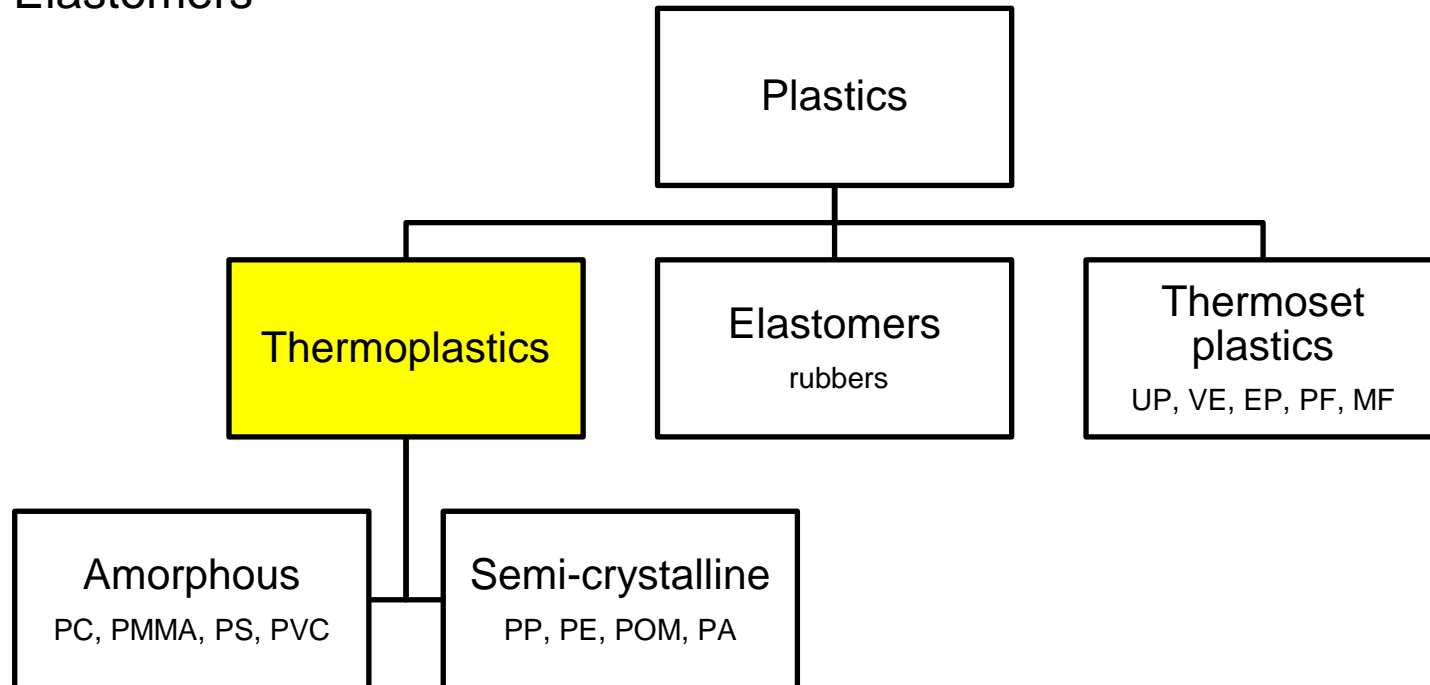 Elastomers
Plastics
Thermoplastics
Elastomers
rubbers
Thermoset
plastics
UP, VE, EP, PF, MF
Amorphous
PC, PMMA, PS, PVC
Semi-crystalline
PP, PE, POM, PA